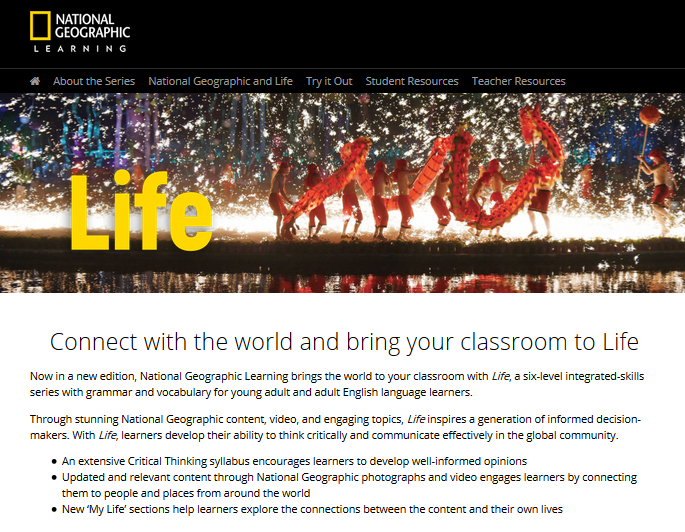 NATIONAL
GEOGRAPHIC
LEARNING
About the Series National Geographic and Life Try it Out Student Resources Teacher Resources
Life
Connect with the world and bring your classroom to Life
Now in a new edition, National Geographic Learning brings the world to your classroom with Life, a six-level integrated-skills
series with grammar and vocabulary for young adult and adult English language learners.
Through stunning National Geographic content, video, and engaging topics, Life inspires a generation of informed decision-
makers. With Life, learners develop their ability to think critically and communicate effectively in the global community.
• An extensive Critical Thinking syllabus encourages learners to develop well-informed opinions
• Updated and relevant content through National Geographic photographs and video engages learners by connecting
them to people and places from around the world
• New ‘My Life’ sections help learners explore the connections between the content and their own lives